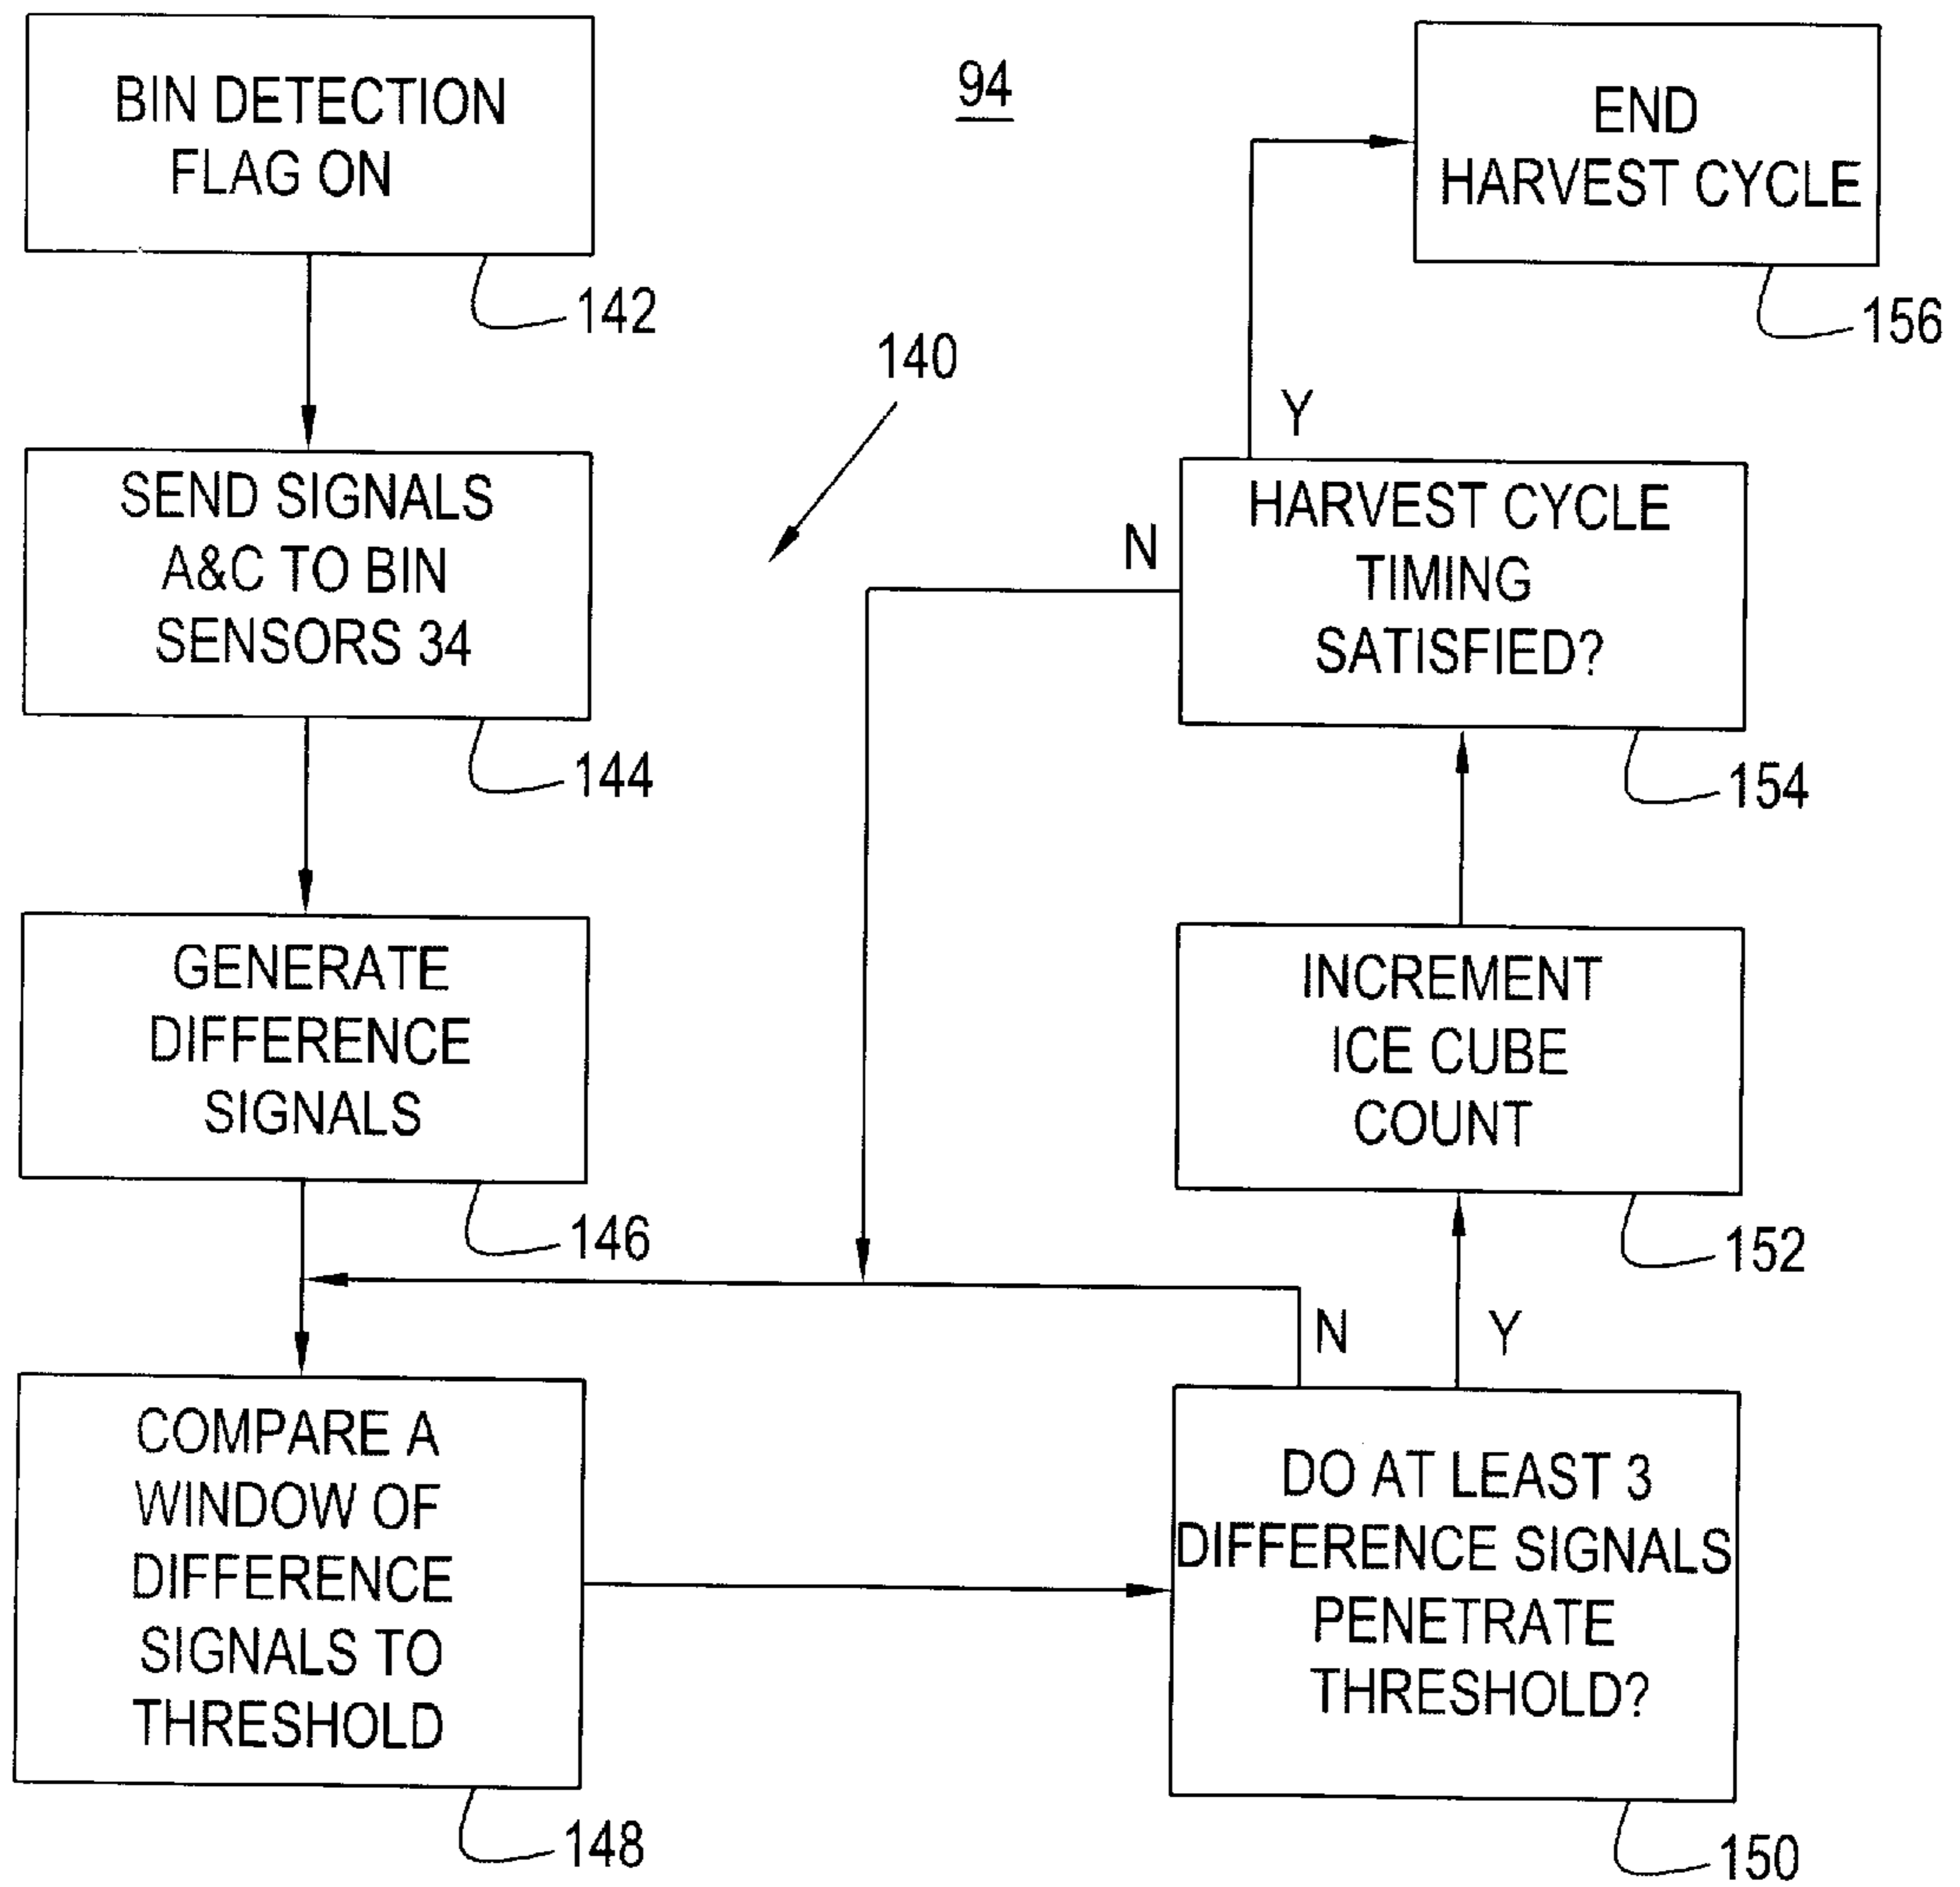 BIN DETECTION
FLAG ON
142
SEND SIGNALS
A&C TO BIN
SENSORS 34
144
GENERATE
DIFFERENCE
SIGNALS
146
COMPARE A
WINDOW OF
DIFFERENCE
SIGNALS TO
THRESHOLD
148
94
140
DO AT LEAST 3
DIFFERENCE SIGNALS
PENETRATE
THRESHOLD?
150
N
Y
INCREMENT
ICE CUBE
COUNT
152
HARVEST CYCLE
TIMING
SATISFIED?
154
N
Y
END
HARVEST CYCLE
156